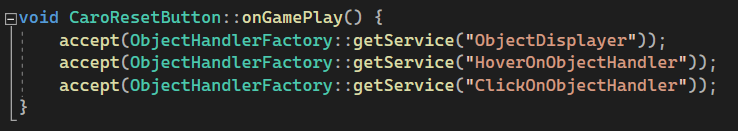 void CaroResetButton::onGamePlay() {
    accept(ObjectHandlerFactory::getService("ObjectDisplayer"));
    accept(ObjectHandlerFactory::getService("HoverOnObjectHandler"));
    accept(ObjectHandlerFactory::getService("ClickOnObjectHandler"));
}